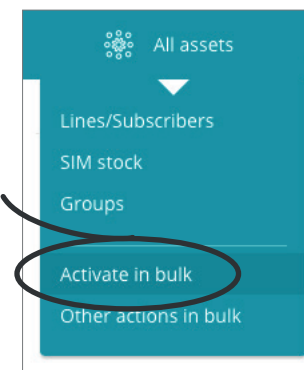 All assets
Lines/Subscribers
SIM stock
Groups
Activate in bulk
Other actions in bulk